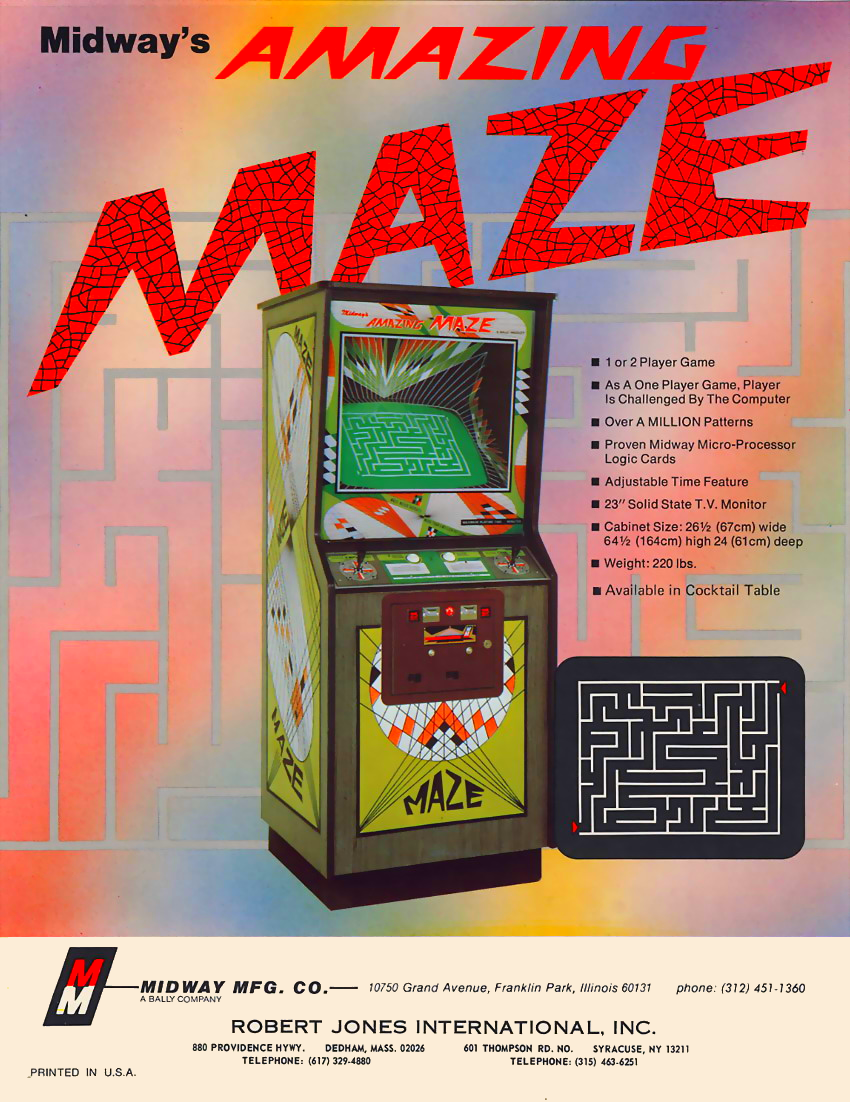 Midway's AMAZING
MAZE
Midway's AMAZING MAZE
MAZE
MAZE
MAZE
■ 1 or 2 Player Game
■ As A One Player Game, Player
Is Challenged By The Computer
■ Over A MILLION Patterns
■ Proven Midway Micro-Processor
Logic Cards
■ Adjustable Time Feature
■ 23″ Solid State T.V. Monitor
■ Cabinet Size: 26½ (67cm) wide
64½ (164cm) high 24 (61cm) deep
■ Weight: 220 lbs.
■ Available in Cocktail Table
MM
MIDWAY MFG. CO. 10750 Grand Avenue, Franklin Park, Illinois 60131 phone: (312) 451-1360
A BALLY COMPANY
ROBERT JONES INTERNATIONAL, INC.
880 PROVIDENCE HYWY. DEDHAM, MASS. 02026 601 THOMPSON RD. NO. SYRACUSE, NY 13211
TELEPHONE: (617) 329-4880 TELEPHONE: (315) 463-6251
PRINTED IN U.S.A.